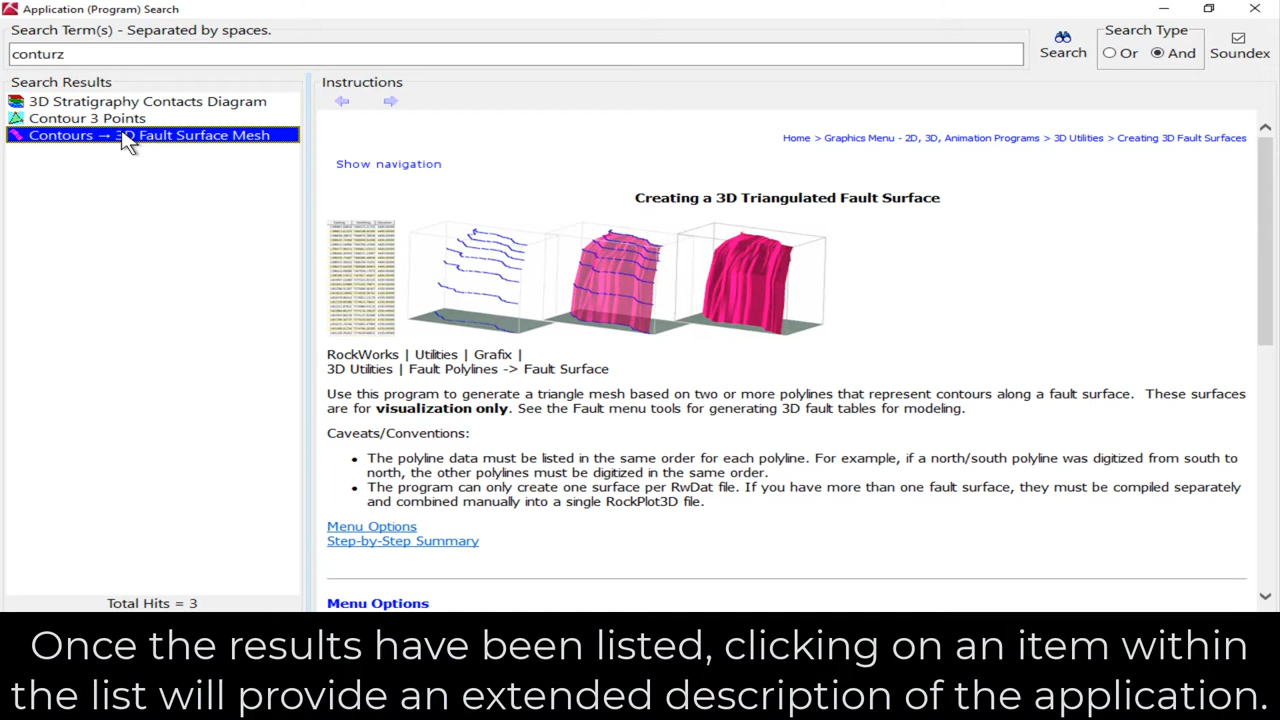 Application (Program) Search
Search Term(s) - Separated by spaces.
conturz
Search
Search Type
Or
And
Soundex
Search Results
3D Stratigraphy Contacts Diagram
Contour 3 Points
Contours → 3D Fault Surface Mesh
Total Hits = 3
Instructions
Home > Graphics Menu - 2D, 3D, Animation Programs > 3D Utilities > Creating 3D Fault Surfaces
Show navigation
Creating a 3D Triangulated Fault Surface
RockWorks | Utilities | Grafix |
3D Utilities | Fault Polylines -> Fault Surface
Use this program to generate a triangle mesh based on two or more polylines that represent contours along a fault surface. These surfaces
are for visualization only. See the Fault menu tools for generating 3D fault tables for modeling.
Caveats/Conventions:
• The polyline data must be listed in the same order for each polyline. For example, if a north/south polyline was digitized from south to
north, the other polylines must be digitized in the same order.
• The program can only create one surface per RwDat file. If you have more than one fault surface, they must be compiled separately
and combined manually into a single RockPlot3D file.
Menu Options
Step-by-Step Summary
Menu Options
Once the results have been listed, clicking on an item within
the list will provide an extended description of the application.